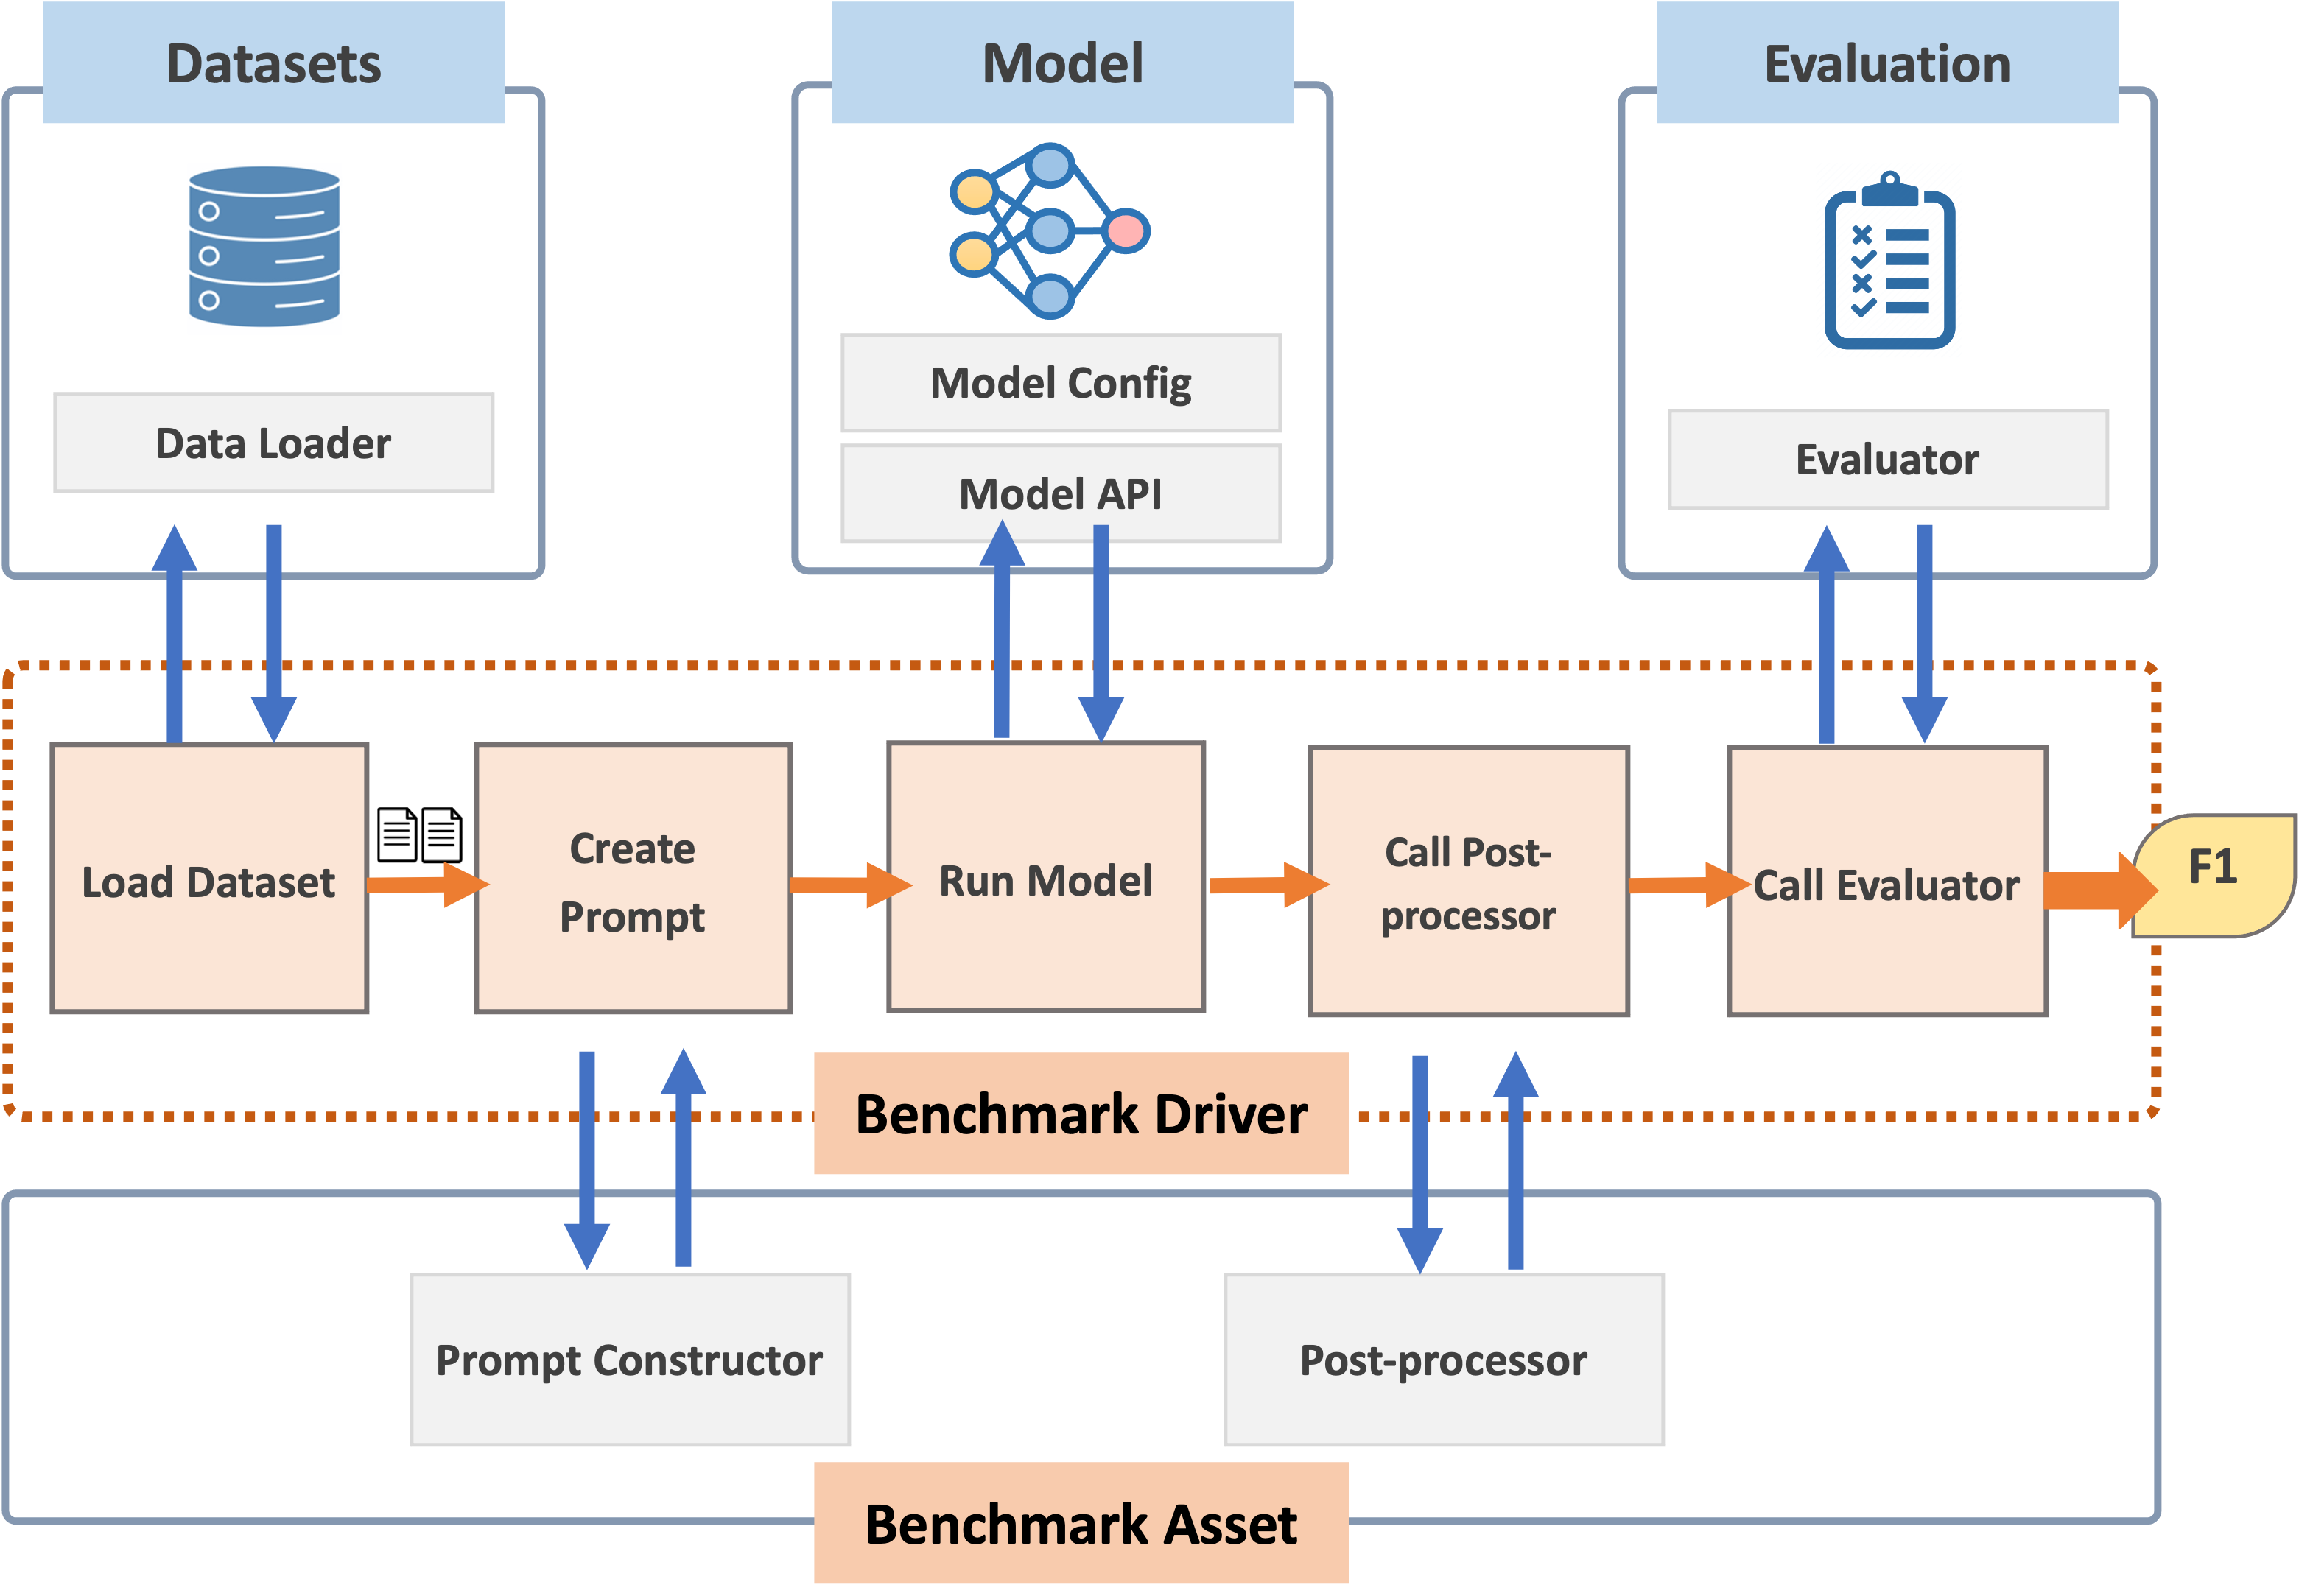 Datasets
Model
Evaluation
Model Config
Data Loader
Evaluator
Model API
Load Dataset
Create
Prompt
Run Model
Call Post-
processor
Call Evaluator
F1
Benchmark Driver
Prompt Constructor
Post-processor
Benchmark Asset